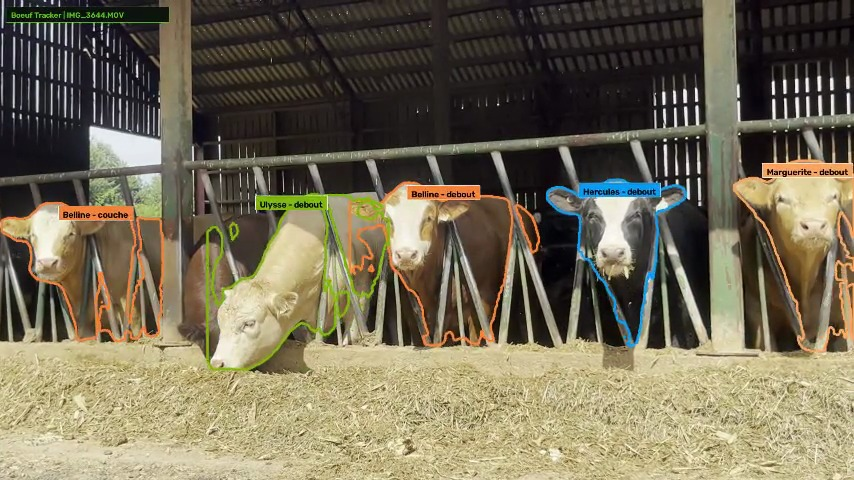 Boeuf Tracker | IMG_3644.MOV
Belline - couche
Ulysse - debout
Belline - debout
Hercules - debout
Marguerite - debout